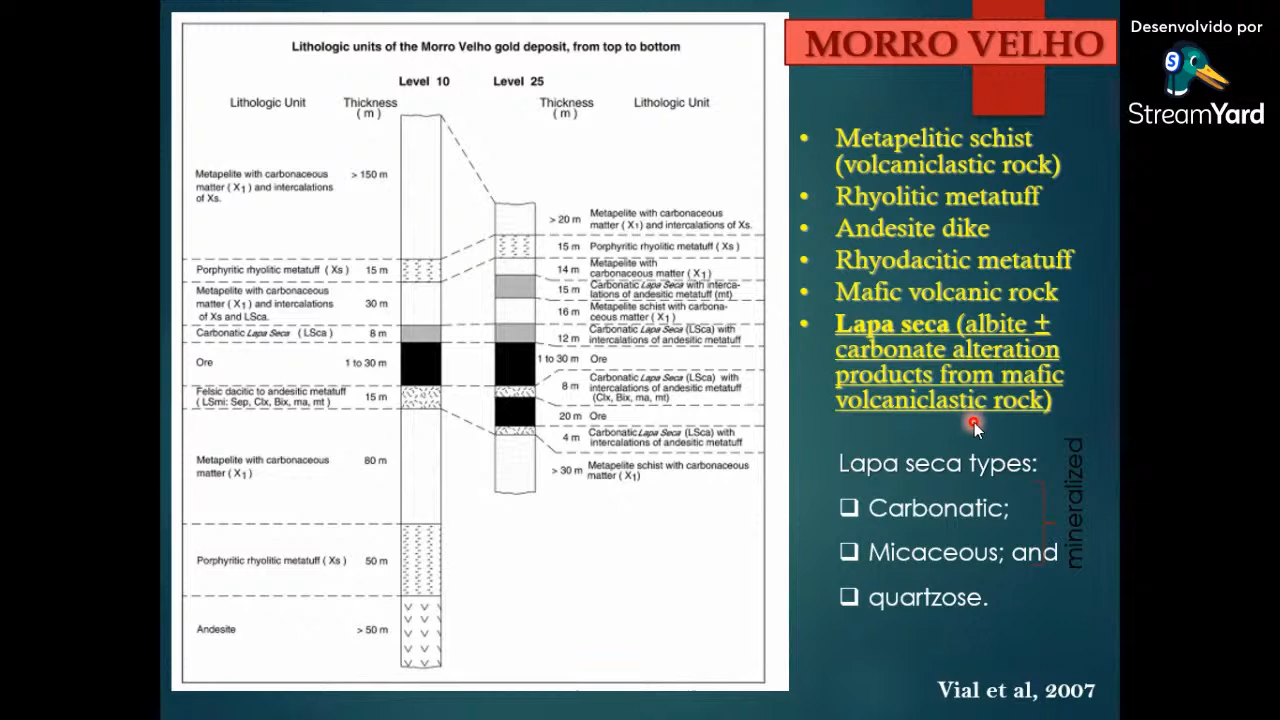 Lithologic units of the Morro Velho gold deposit, from top to bottom
Level 10
Level 25
Lithologic Unit
Thickness
( m )
Thickness
( m )
Lithologic Unit
Metapelite with carbonaceous
matter ( X1 ) and intercalations
of Xs.
> 150 m
Porphyritic rhyolitic metatuff ( Xs )
15 m
Metapelite with carbonaceous
matter ( X1 ) and intercalations
of Xs and LSca.
30 m
Carbonatic Lapa Seca ( LSca )
8 m
Ore
1 to 30 m
Felsic dacitic to andesitic metatuff
( LSmi: Sep, Clx, Bix, ma, mt )
15 m
Metapelite with carbonaceous
matter ( X1 )
80 m
Porphyritic rhyolitic metatuff ( Xs )
50 m
Andesite
> 50 m
> 20 m
Metapelite with carbonaceous
matter ( X1) and intercalations of Xs.
15 m
Porphyritic rhyolitic metatuff (Xs )
14 m
Metapelite with
carbonaceous matter ( X1 )
15 m
Carbonatic Lapa Seca with interca-
lations of andesitic metatuff (mt)
16 m
Metapelite schist with carbona-
ceous matter ( X1 )
12 m
Carbonatic Lapa Seca (LSca) with
intercalations of andesitic metatuff
1 to 30 m
Ore
8 m
Carbonatic Lapa Seca (LSca) with
intercalations of andesitic metatuff
(Clx, Bix, ma, mt)
20 m
Ore
4 m
Carbonatic Lapa Seca (LSca) with
intercalations of andesitic metatuff
> 30 m
Metapelite schist with carbonaceous
matter ( X1)
MORRO VELHO
• Metapelitic schist
(volcaniclastic rock)
• Rhyolitic metatuff
• Andesite dike
• Rhyodacitic metatuff
• Mafic volcanic rock
• Lapa seca (albite +
carbonate alteration
products from mafic
volcaniclastic rock)
Lapa seca types:
❑ Carbonatic;
❑ Micaceous; and
❑ quartzose.
mineralized
Vial et al, 2007
Desenvolvido por
S
StreamYard